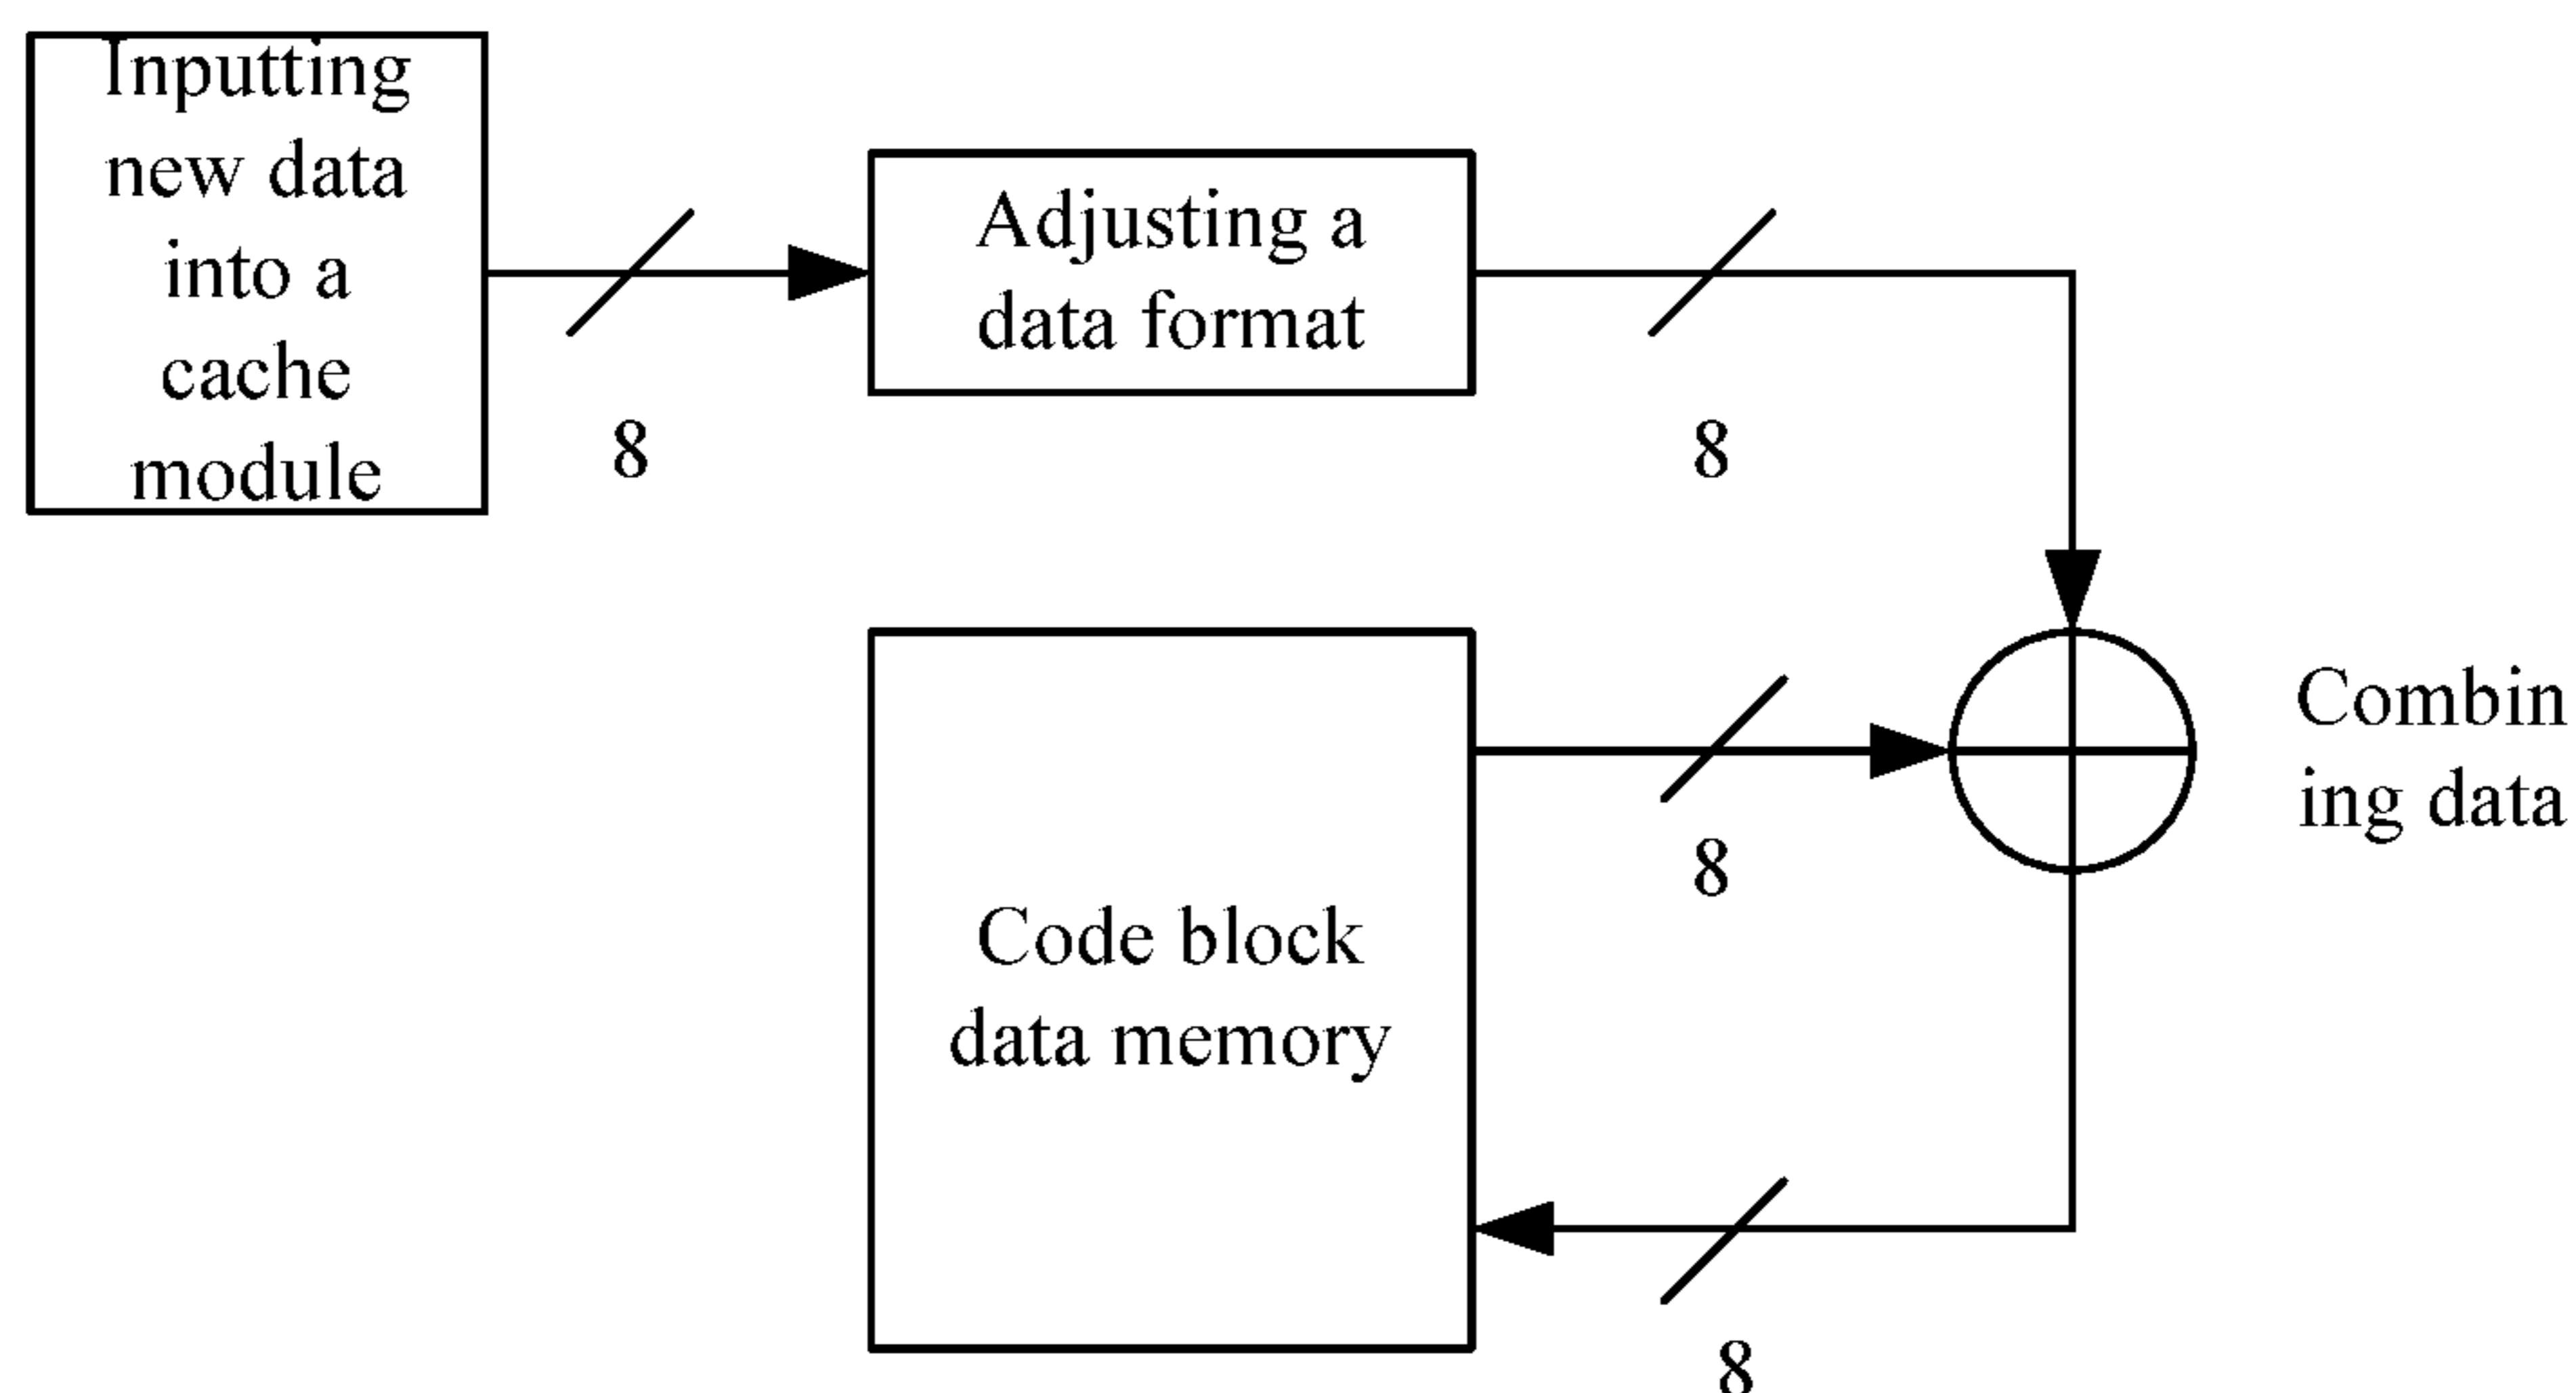 Inputting
new data
into a
cache
module
8
Adjusting a
data format
8
Code block
data memory
8
Combin
ing data
8